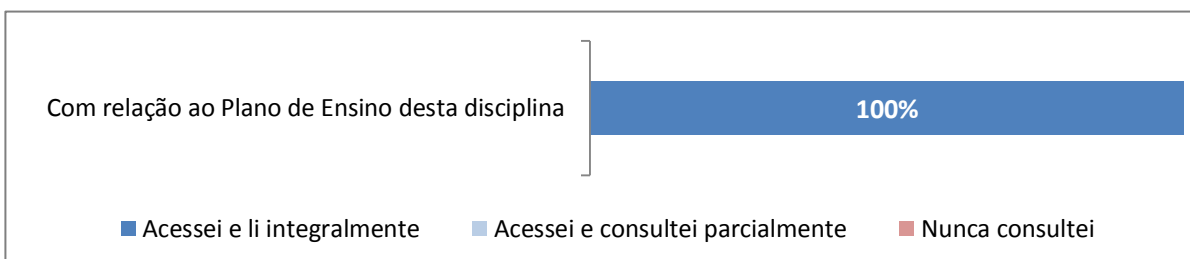 Com relação ao Plano de Ensino desta disciplina 100%
Acessei e li integralmente Acessei e consultei parcialmente Nunca consultei